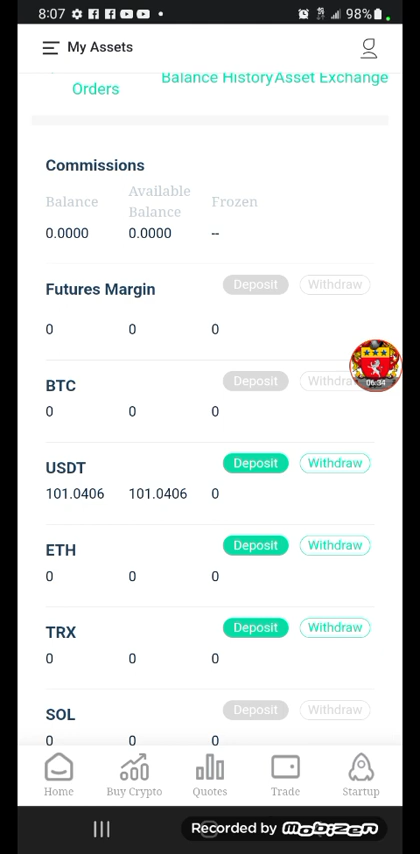 8:07 98%
My Assets
Orders Balance History Asset Exchange
Commissions
Balance Available Balance Frozen
0.0000 0.0000 --
Futures Margin Deposit Withdraw
0 0 0
06:34
BTC Deposit Withdraw
0 0 0
USDT Deposit Withdraw
101.0406 101.0406 0
ETH Deposit Withdraw
0 0 0
TRX Deposit Withdraw
0 0 0
SOL Deposit Withdraw
0 0 0
Home Buy Crypto Quotes Trade Startup
Recorded by mobizen